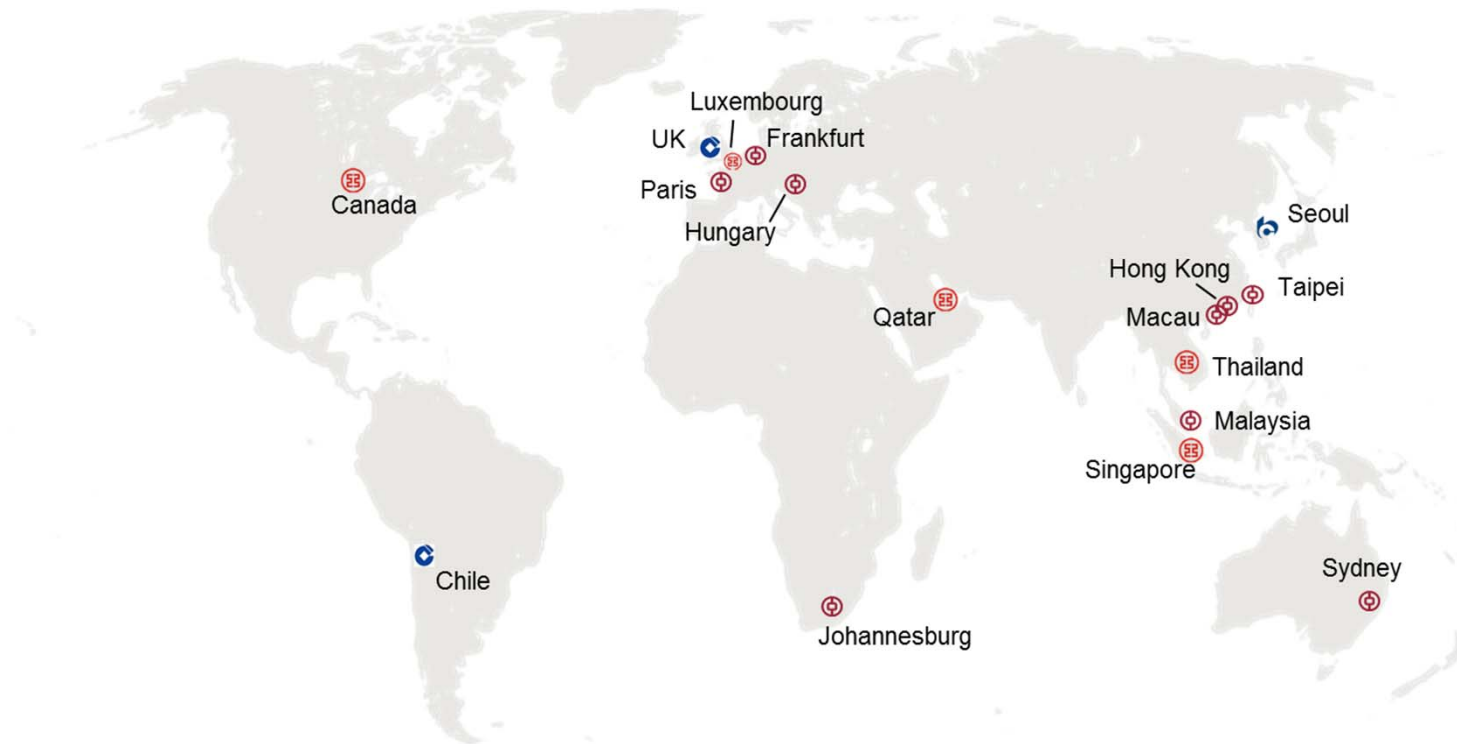 Luxembourg
UK
Frankfurt
Canada
Paris
Hungary
Seoul
Hong Kong
Taipei
Qatar
Macau
Thailand
Malaysia
Singapore
Chile
Sydney
Johannesburg